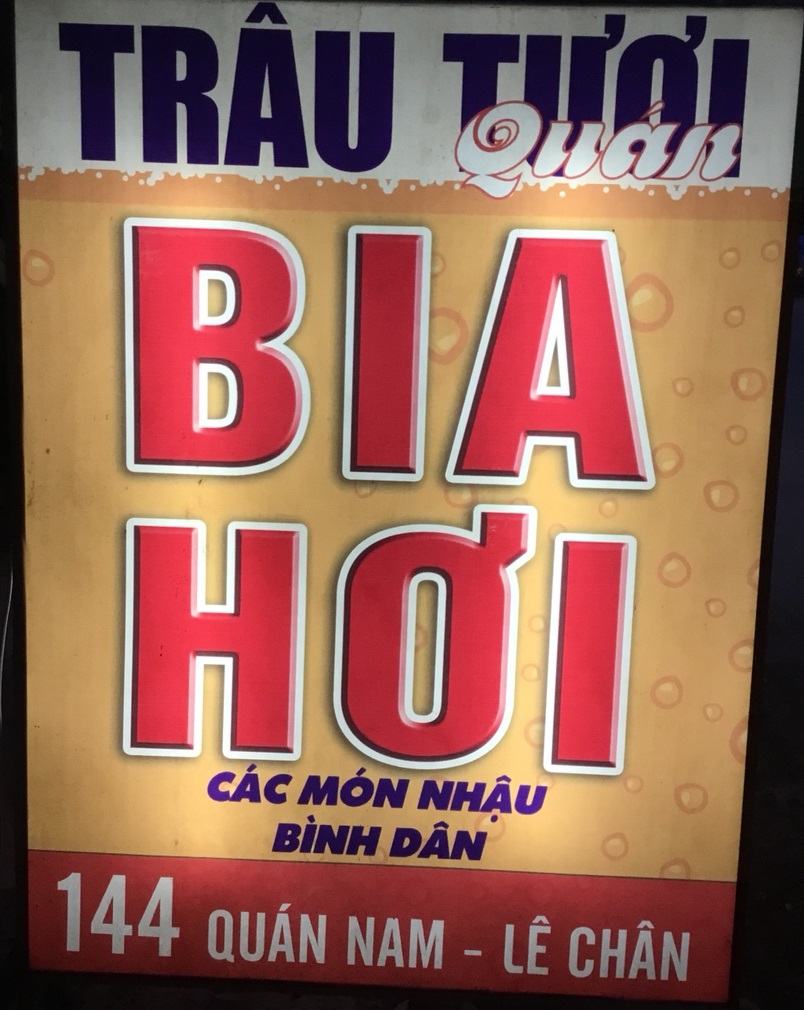 TRÂU TƯƠI
Quán
BIA
HƠI
CÁC MÓN NHẬU
BÌNH DÂN
144 QUÁN NAM - LÊ CHÂN